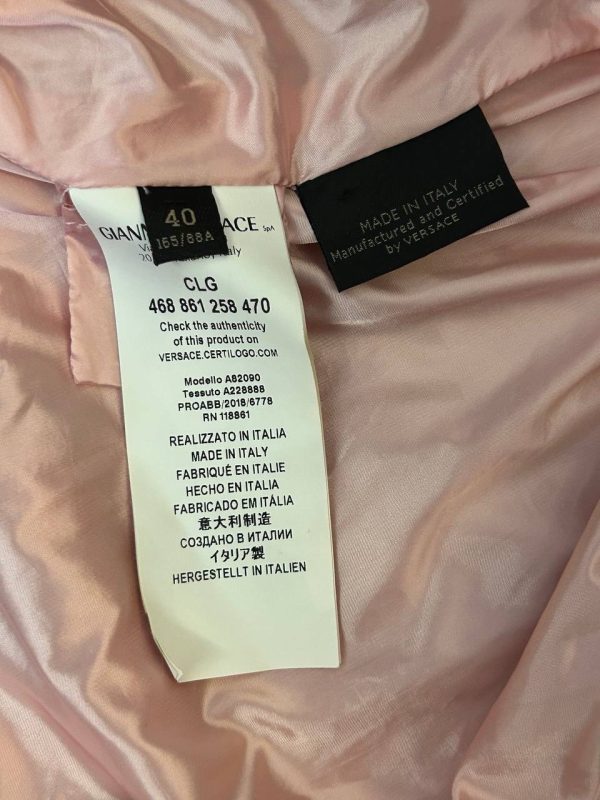 40
165/88A
GIANN ACE SpA
Italy
CLG
468 861 258 470
Check the authenticity
of this product on
VERSACE.CERTILOGO.COM
Modello A82090
Tessuto A228888
PROABB/2018/6778
RN 118861
REALIZZATO IN ITALIA
MADE IN ITALY
FABRIQUÉ EN ITALIE
HECHO EN ITALIA
FABRICADO EM ITÁLIA
意大利制造
СОЗДАНО В ИТАЛИИ
イタリア製
HERGESTELLT IN ITALIEN
MADE IN ITALY
Manufactured and Certified
by VERSACE